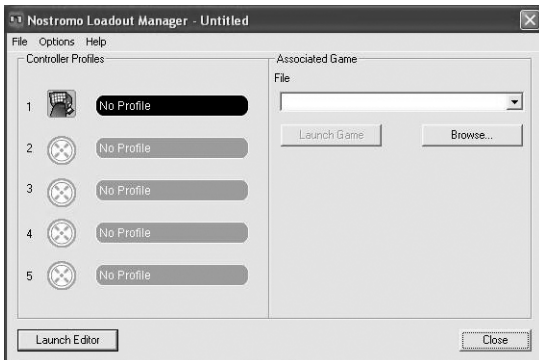 Nostromo Loadout Manager - Untitled
File Options Help
Controller Profiles
1 No Profile
2 No Profile
3 No Profile
4 No Profile
5 No Profile
Launch Editor
Associated Game
File
Launch Game Browse...
Close